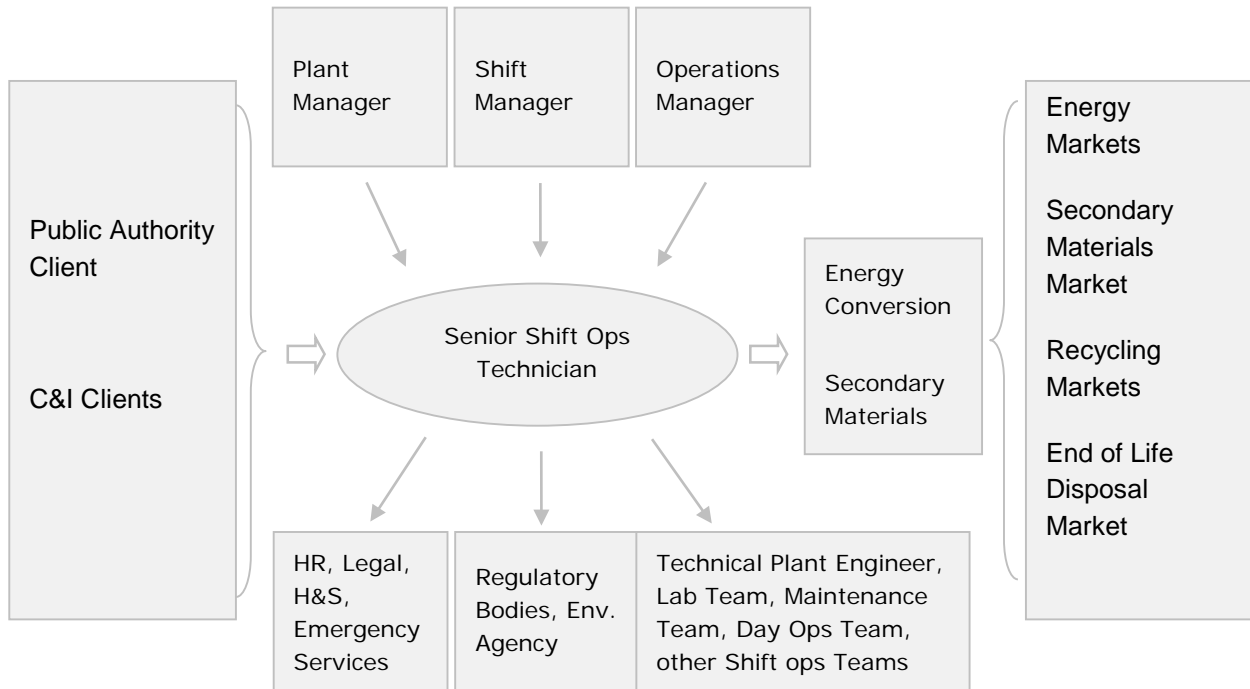 Plant
Manager
Shift
Manager
Operations
Manager
Public Authority
Client
C&I Clients
Senior Shift Ops
Technician
Energy
Conversion
Secondary
Materials
Energy
Markets
Secondary
Materials
Market
Recycling
Markets
End of Life
Disposal
Market
HR, Legal,
H&S,
Emergency
Services
Regulatory
Bodies, Env.
Agency
Technical Plant Engineer,
Lab Team, Maintenance
Team, Day Ops Team,
other Shift ops Teams